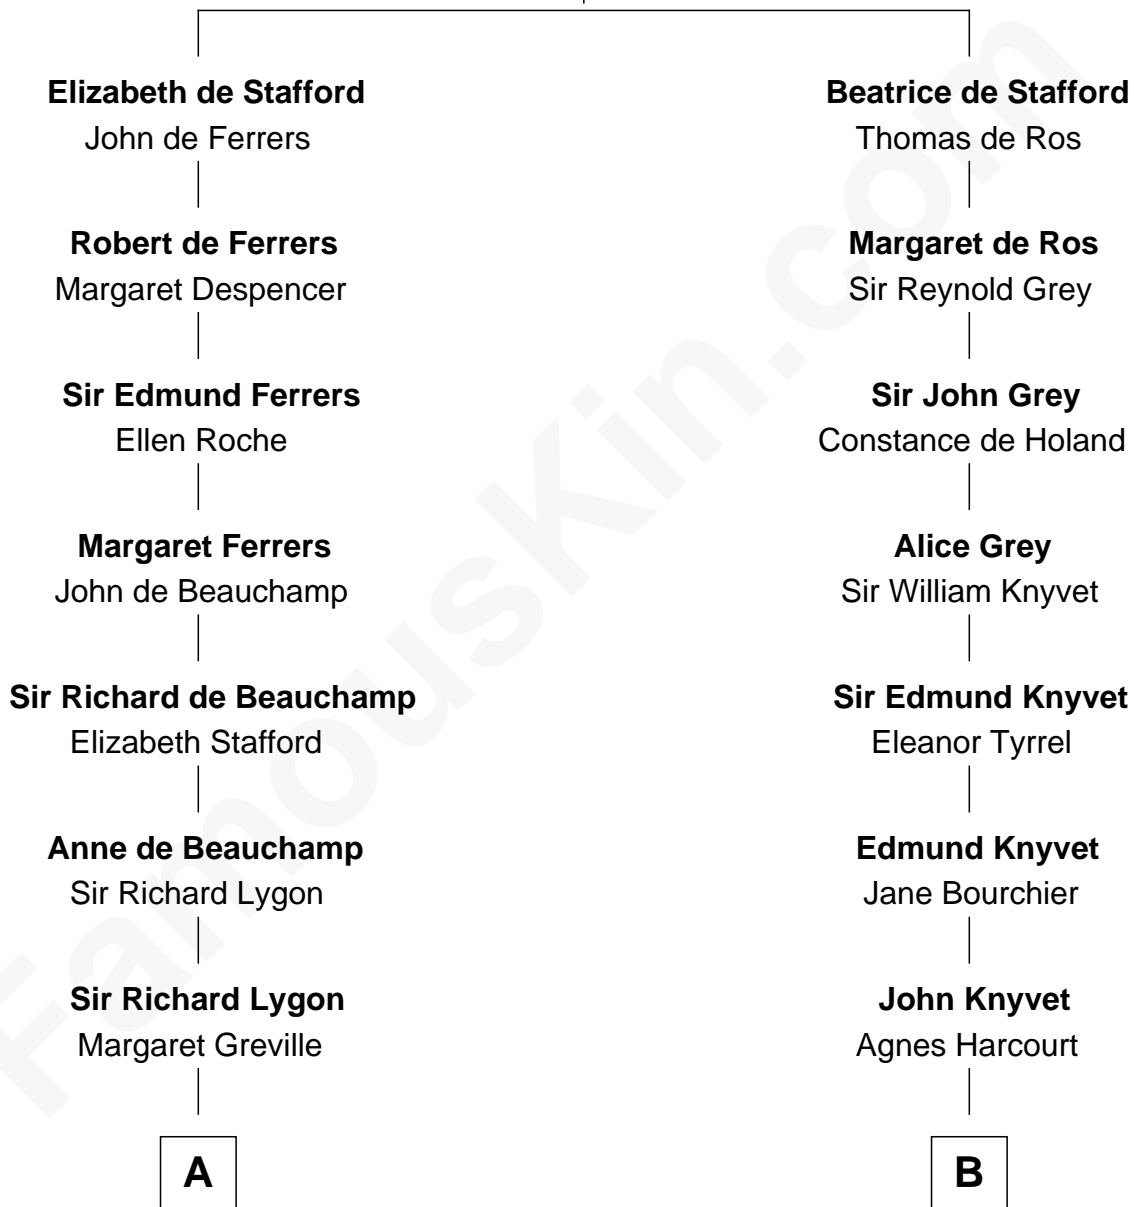 Elizabeth de Stafford
John de Ferrers
Robert de Ferrers
Margaret Despencer
Sir Edmund Ferrers
Ellen Roche
Margaret Ferrers
John de Beauchamp
Sir Richard de Beauchamp
Elizabeth Stafford
Anne de Beauchamp
Sir Richard Lygon
Sir Richard Lygon
Margaret Greville
A
Beatrice de Stafford
Thomas de Ros
Margaret de Ros
Sir Reynold Grey
Sir John Grey
Constance de Holand
Alice Grey
Sir William Knyvet
Sir Edmund Knyvet
Eleanor Tyrrel
Edmund Knyvet
Jane Bourchier
John Knyvet
Agnes Harcourt
B
FamousKin.com